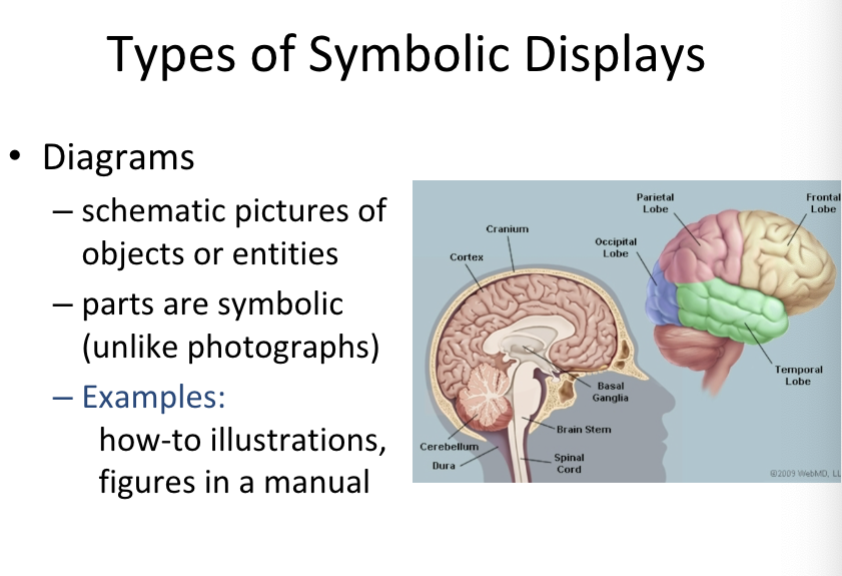 Types of Symbolic Displays
• Diagrams
– schematic pictures of
objects or entities
– parts are symbolic
(unlike photographs)
– Examples:
how-to illustrations,
figures in a manual
Parietal
Lobe
Frontal
Lobe
Cranium
Occipital
Lobe
Cortex
Temporal
Lobe
Basal
Ganglia
Brain Stem
Cerebellum
Spinal
Cord
Dura
©2009 WebMD, LL